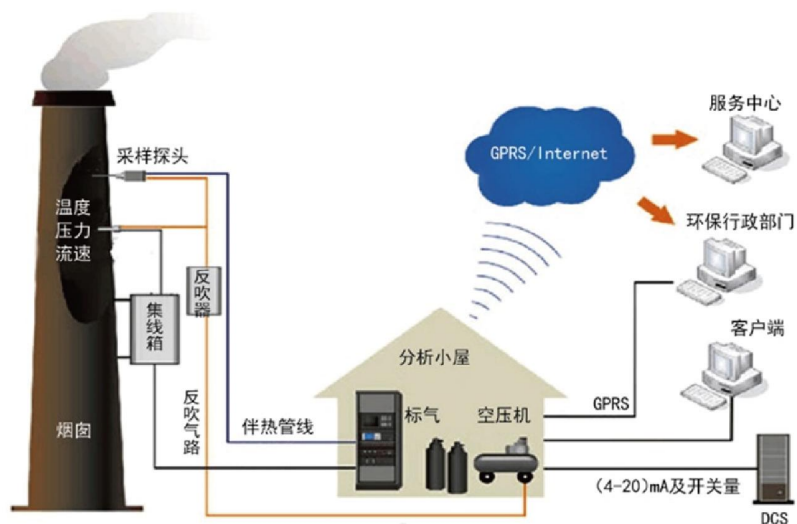 服务中心
GPRS/Internet
采样探头
温度
压力
流速
环保行政部门
反吹器
集线箱
客户端
分析小屋
反吹气路
GPRS
标气
空压机
烟囱
伴热管线
(4-20)mA及开关量
DCS